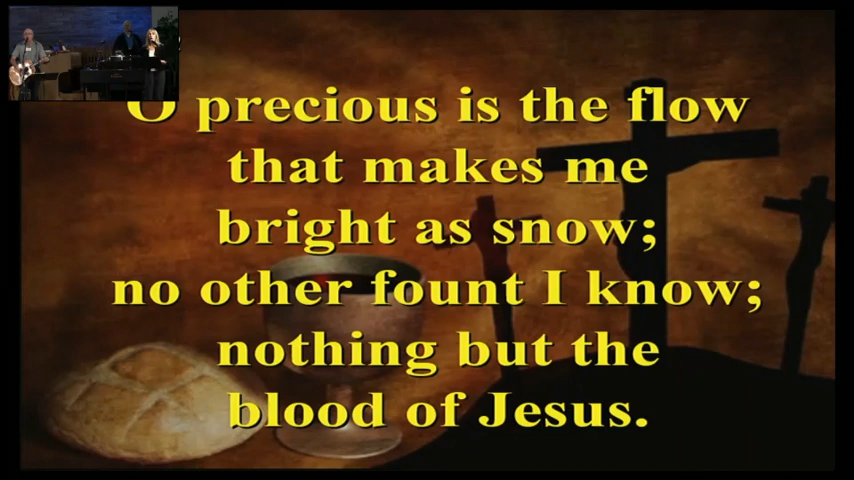 O precious is the flow
that makes me
bright as snow;
no other fount I know;
nothing but the
blood of Jesus.